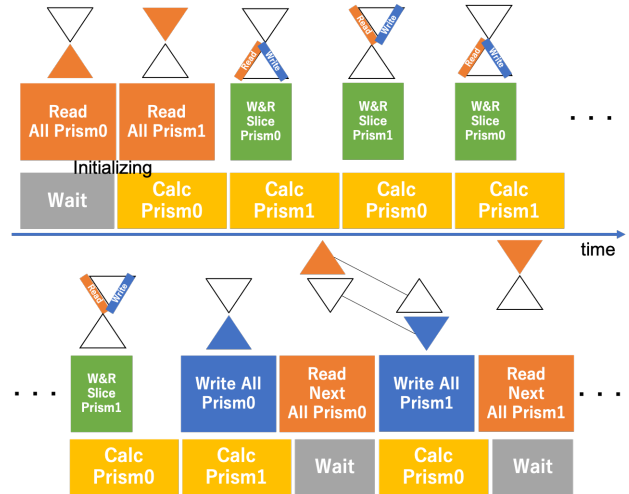 Read
Write
Read
Write
Read
Write
Read
All Prism0
Read
All Prism1
W&R
Slice
Prism0
W&R
Slice
Prism1
W&R
Slice
Prism0
. . .
Initializing
Wait
Calc
Prism0
Calc
Prism1
Calc
Prism0
Calc
Prism1
time
Read
Write
. . .
W&R
Slice
Prism1
Write All
Prism0
Read
Next
All Prism0
Write All
Prism1
Read
Next
All Prism1
. . .
Calc
Prism0
Calc
Prism1
Wait
Calc
Prism0
Wait